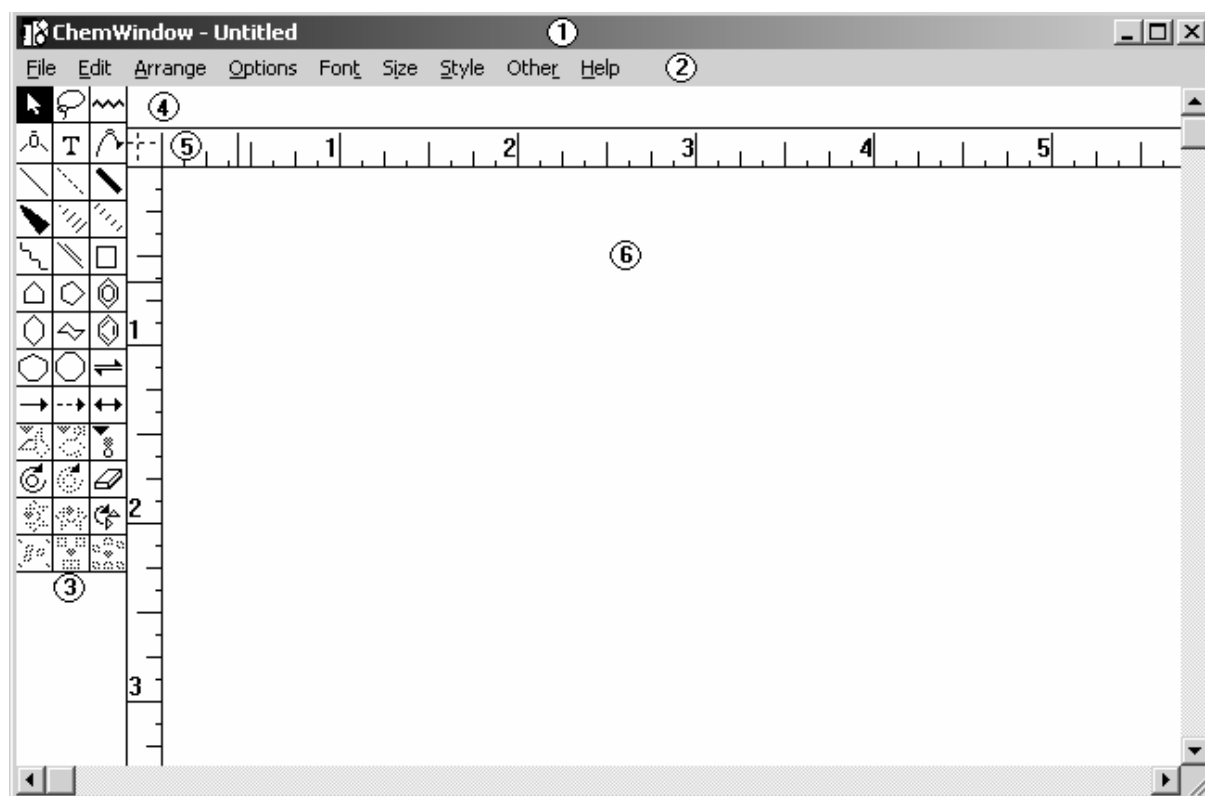 ChemWindow - Untitled ①
File Edit Arrange Options Font Size Style Other Help ②
④
T
⑤ 1 2 3 4 5
⑥
1
2
③
3